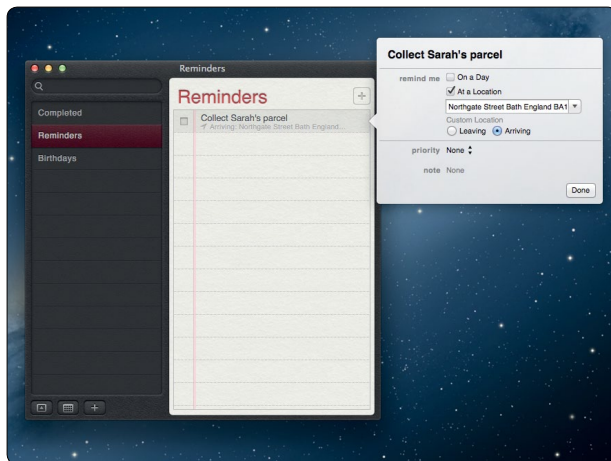 Reminders
Completed
Reminders
Birthdays
Reminders
Collect Sarah's parcel
Arriving: Northgate Street Bath England...
Collect Sarah's parcel
remind me On a Day
At a Location
Northgate Street Bath England BA1
Custom Location
Leaving Arriving
priority None
note None
Done